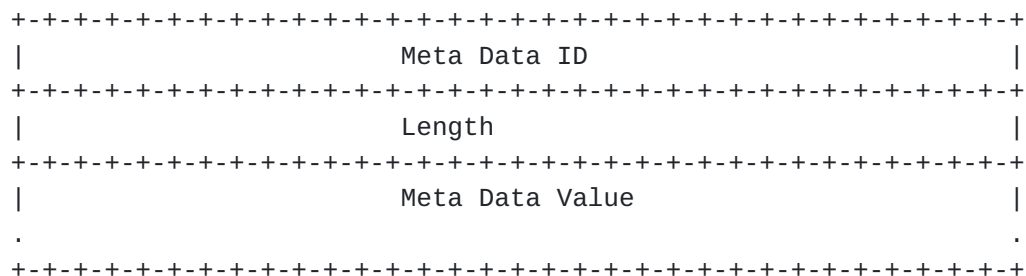 +-+-+-+-+-+-+-+-+-+-+-+-+-+-+-+-+-+-+-+-+-+-+-+-+-+-+-+-+-+-+-+-+
|                        Meta Data ID                           |
+-+-+-+-+-+-+-+-+-+-+-+-+-+-+-+-+-+-+-+-+-+-+-+-+-+-+-+-+-+-+-+-+
|                        Length                                 |
+-+-+-+-+-+-+-+-+-+-+-+-+-+-+-+-+-+-+-+-+-+-+-+-+-+-+-+-+-+-+-+-+
|                        Meta Data Value                        |
.                                                               .
+-+-+-+-+-+-+-+-+-+-+-+-+-+-+-+-+-+-+-+-+-+-+-+-+-+-+-+-+-+-+-+-+